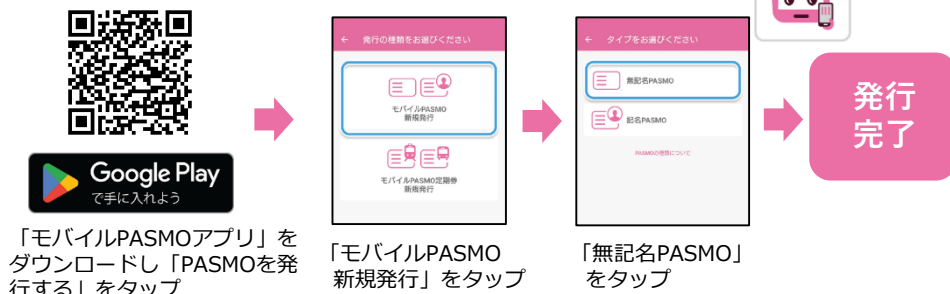 Google Play
で手に入れよう
「モバイルPASMOアプリ」を
ダウンロードし「PASMOを発
行する」をタップ
← 発行の種類をお選びください
モバイルPASMO
新規発行
モバイルPASMO定期券
新規発行
「モバイルPASMO
新規発行」をタップ
← タイプをお選びください
無記名PASMO
記名PASMO
PASMOの種類について
「無記名PASMO」
をタップ
発行
完了